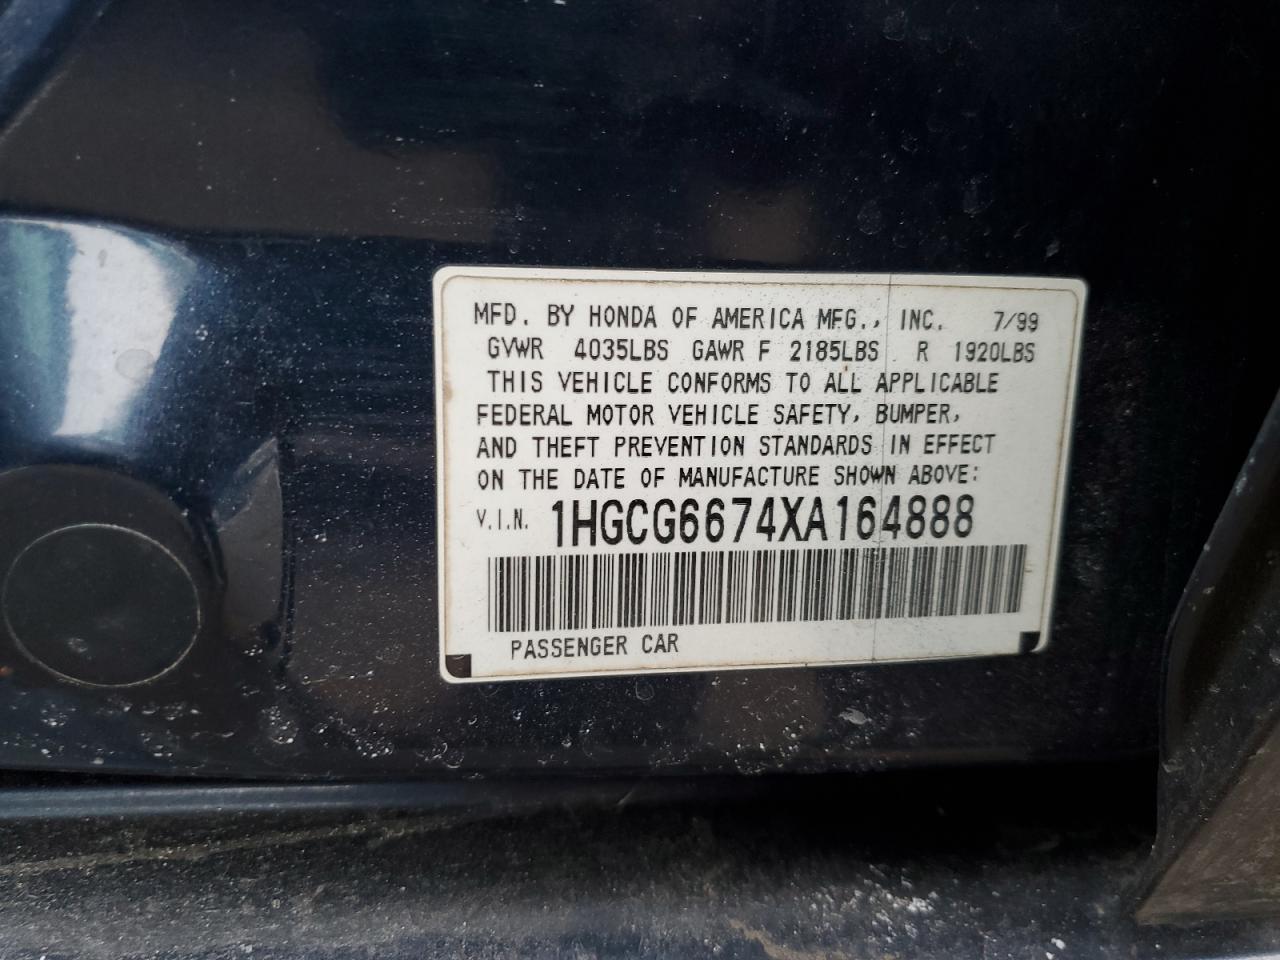 MFD. BY HONDA OF AMERICA MFG., INC. 7/99
GVWR 4035LBS GAWR F 2185LBS R 1920LBS
THIS VEHICLE CONFORMS TO ALL APPLICABLE
FEDERAL MOTOR VEHICLE SAFETY, BUMPER,
AND THEFT PREVENTION STANDARDS IN EFFECT
ON THE DATE OF MANUFACTURE SHOWN ABOVE:
V.I.N. 1HGCG6674XA164888
PASSENGER CAR